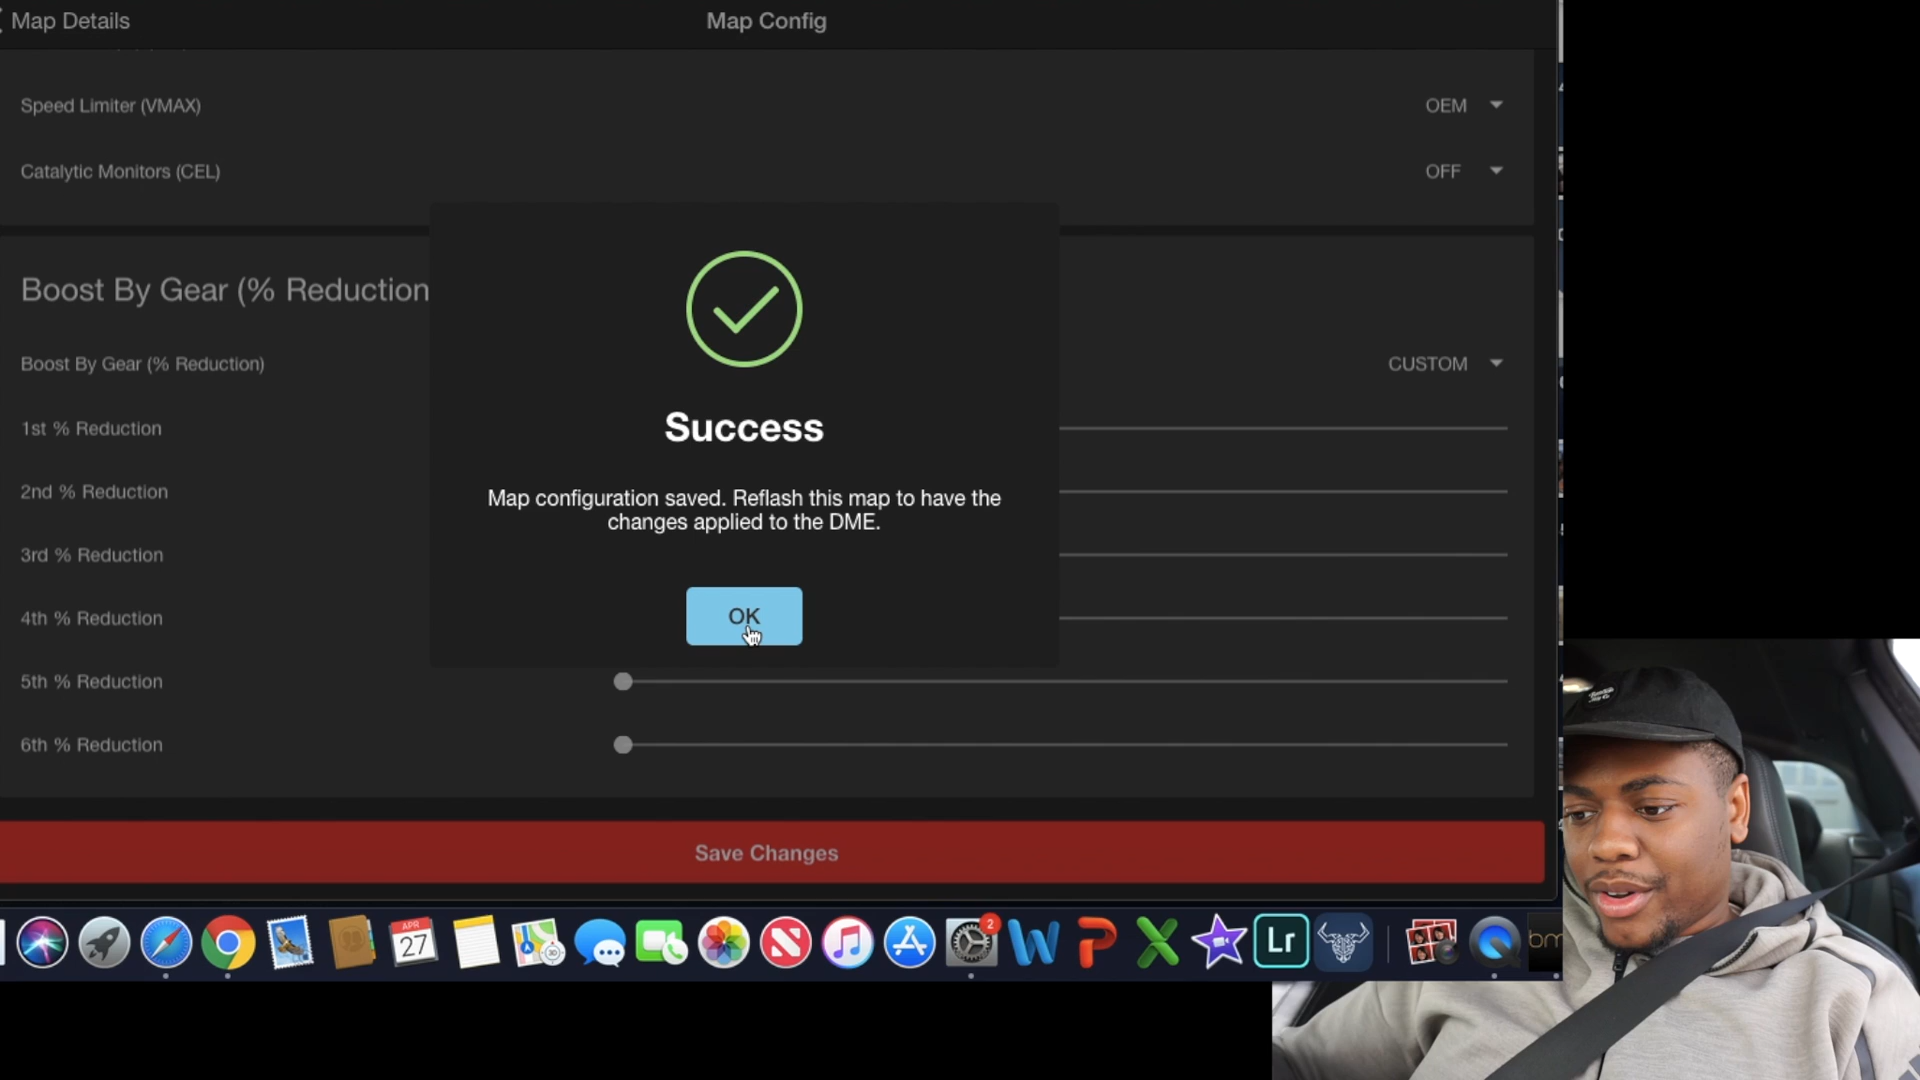 Map Details
Map Config
Speed Limiter (VMAX)
OEM
Catalytic Monitors (CEL)
OFF
Boost By Gear (% Reduction
Boost By Gear (% Reduction)
CUSTOM
1st % Reduction
2nd % Reduction
3rd % Reduction
4th % Reduction
5th % Reduction
6th % Reduction
Success
Map configuration saved. Reflash this map to have the
changes applied to the DME.
OK
Save Changes
APR
27
2
Lr
bm